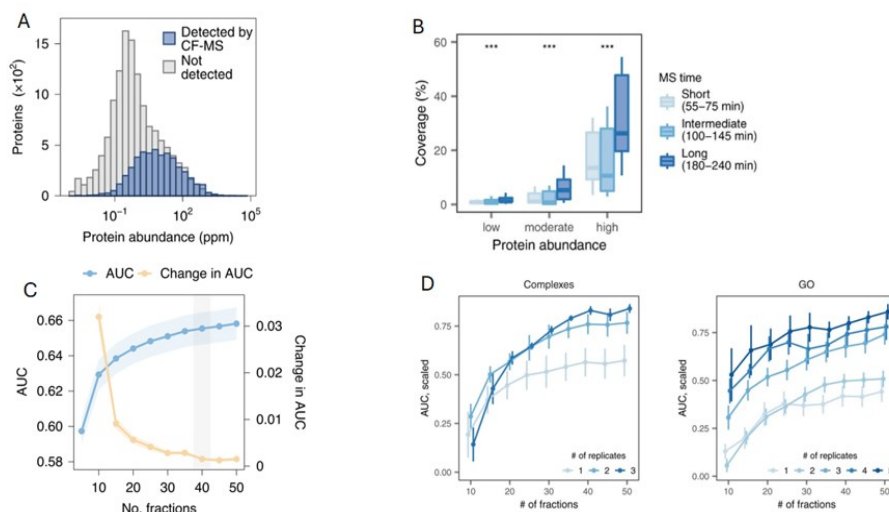 A
Detected by
CF-MS
Not
detected
Proteins (×10²)
15
10
5
0
10⁻¹ 10² 10⁵
Protein abundance (ppm)
B
Coverage (%)
60
40
20
0
*** *** ***
low moderate high
Protein abundance
MS time
Short
(55–75 min)
Intermediate
(100–145 min)
Long
(180–240 min)
C
AUC Change in AUC
AUC
0.66
0.64
0.62
0.60
0.58
Change in AUC
0.03
0.02
0.01
0
10 20 30 40 50
No. fractions
D
Complexes
AUC, scaled
0.75
0.50
0.25
0.00
# of replicates
1 2 3
10 20 30 40 50
# of fractions
GO
AUC, scaled
0.75
0.50
0.25
0.00
# of replicates
1 2 3 4
10 20 30 40 50
# of fractions